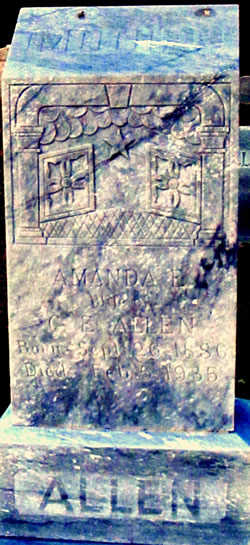 MOTHER
AMANDA E.
wife of
C. E. ALLEN
Born Sept. 26, 1886
Died Feb. 5, 1935
ALLEN